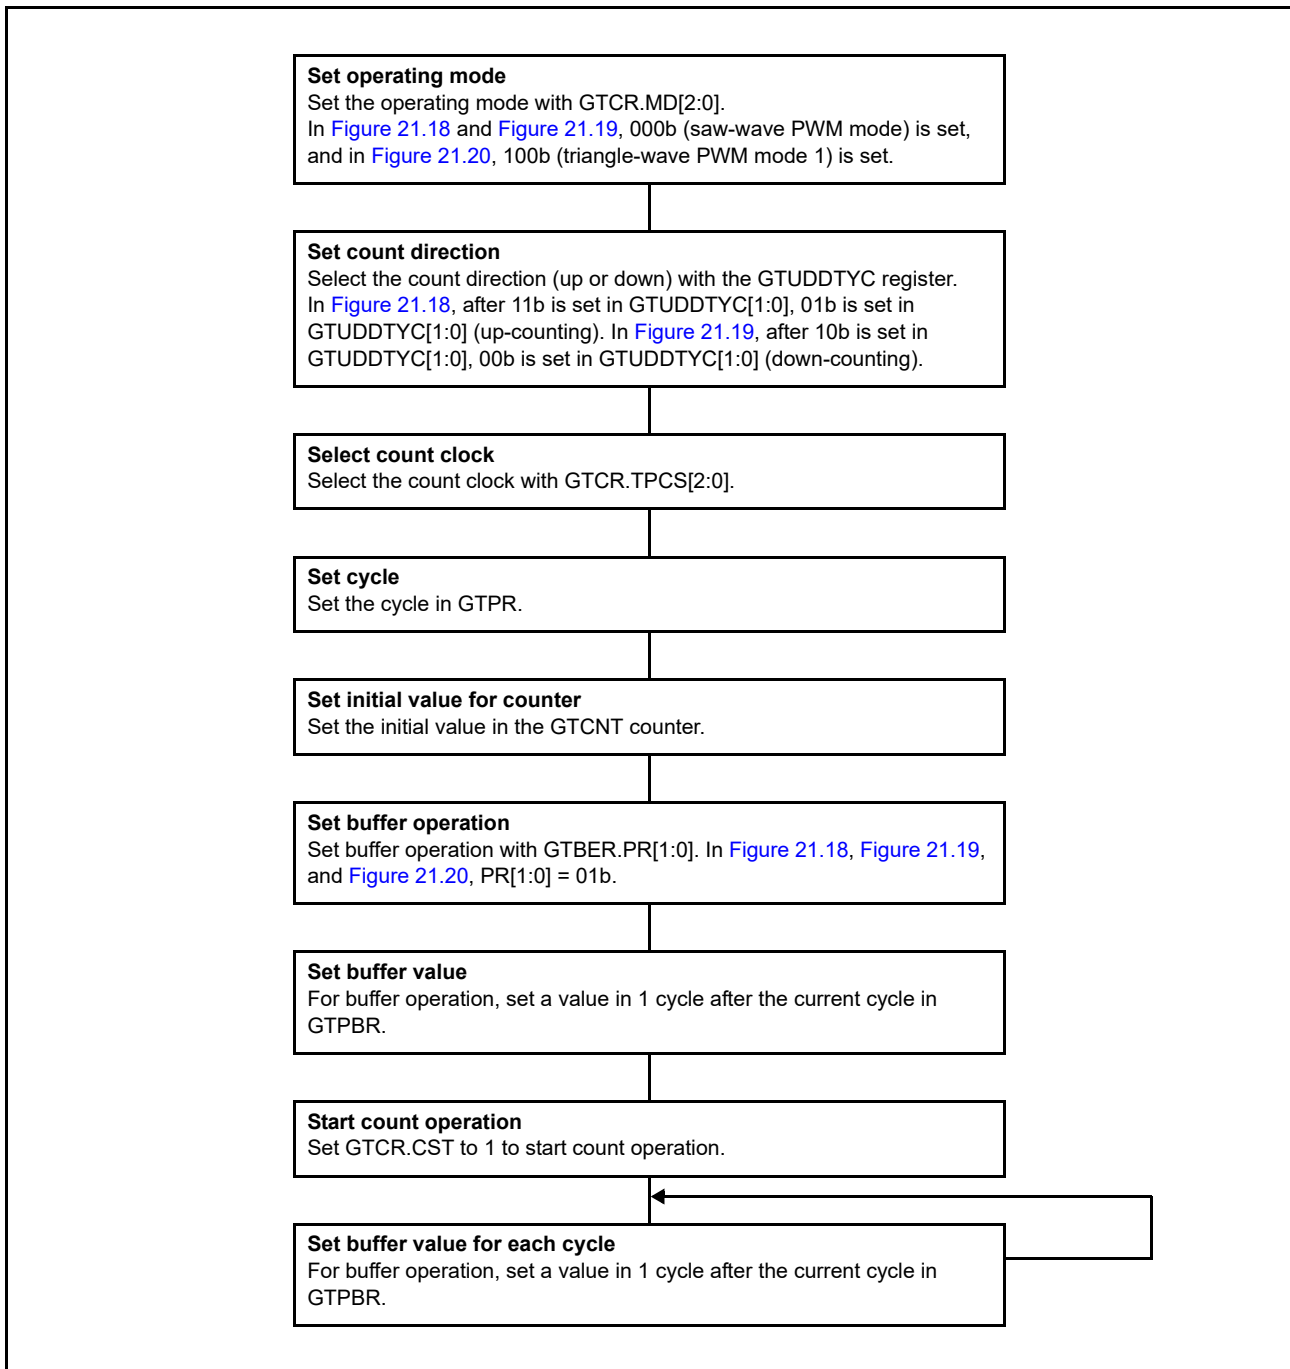 Set operating mode
Set the operating mode with GTCR.MD[2:0].
In Figure 21.18 and Figure 21.19, 000b (saw-wave PWM mode) is set,
and in Figure 21.20, 100b (triangle-wave PWM mode 1) is set.
Set count direction
Select the count direction (up or down) with the GTUDDTYC register.
In Figure 21.18, after 11b is set in GTUDDTYC[1:0], 01b is set in
GTUDDTYC[1:0] (up-counting). In Figure 21.19, after 10b is set in
GTUDDTYC[1:0], 00b is set in GTUDDTYC[1:0] (down-counting).
Select count clock
Select the count clock with GTCR.TPCS[2:0].
Set cycle
Set the cycle in GTPR.
Set initial value for counter
Set the initial value in the GTCNT counter.
Set buffer operation
Set buffer operation with GTBER.PR[1:0]. In Figure 21.18, Figure 21.19,
and Figure 21.20, PR[1:0] = 01b.
Set buffer value
For buffer operation, set a value in 1 cycle after the current cycle in
GTPBR.
Start count operation
Set GTCR.CST to 1 to start count operation.
Set buffer value for each cycle
For buffer operation, set a value in 1 cycle after the current cycle in
GTPBR.